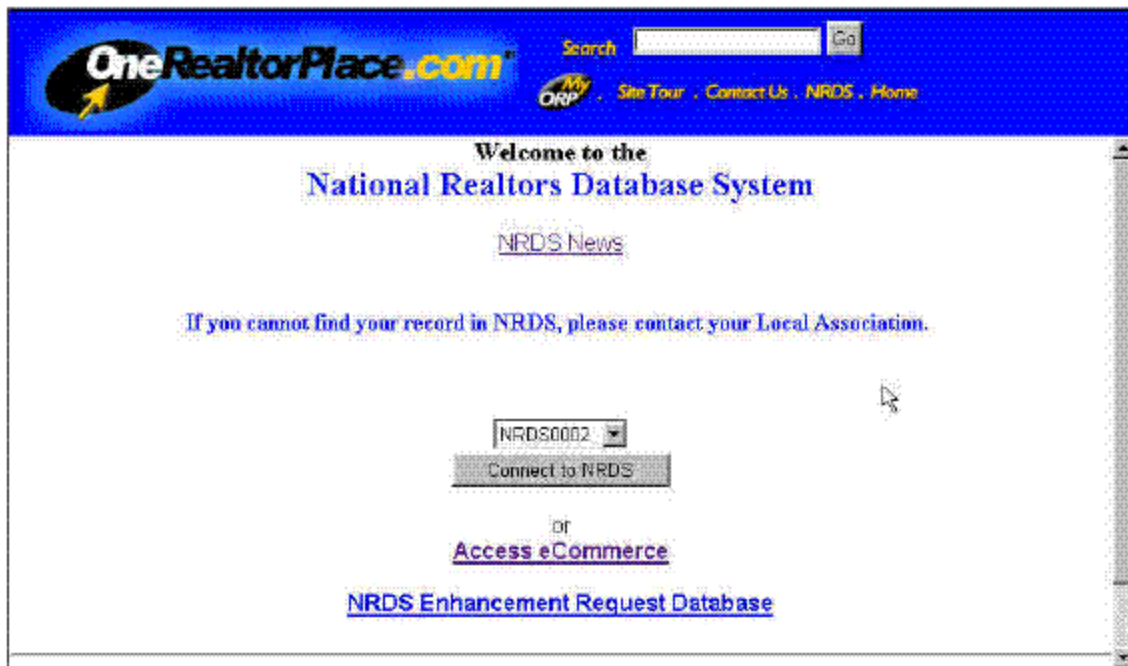 OneRealtorPlace.com
Search Go
My ORP . Site Tour . Contact Us . NRDS . Home
Welcome to the
National Realtors Database System
NRDS News
If you cannot find your record in NRDS, please contact your Local Association.
NRDS0002
Connect to NRDS
or
Access eCommerce
NRDS Enhancement Request Database